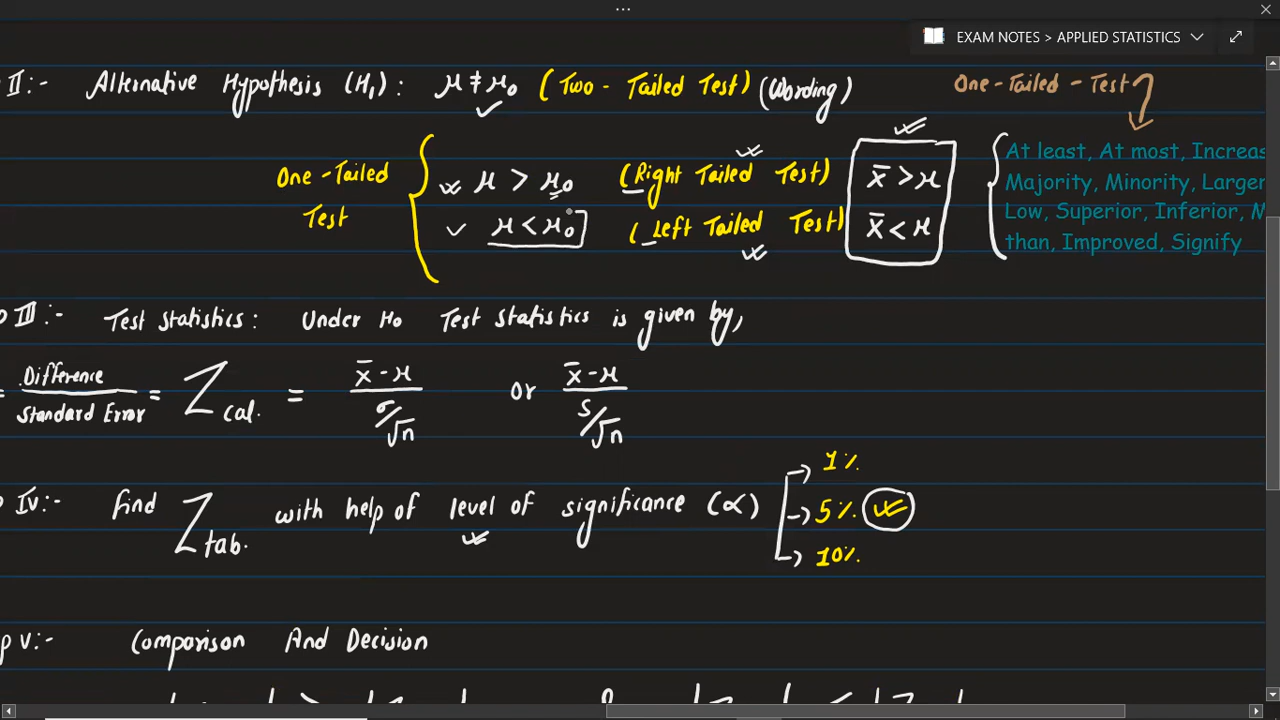 EXAM NOTES > APPLIED STATISTICS
II:- Alternative Hypothesis (H₁): μ ≠ μ₀ (Two - Tailed Test) (Wording)
One-Tailed - Test
One-Tailed Test
μ > μ₀ (Right Tailed Test) x̄ > μ
μ < μ₀ (Left Tailed Test) x̄ < μ
At least, At most, Increas
Majority, Minority, Larger
Low, Superior, Inferior, M
than, Improved, Signify
III:- Test Statistics: Under H₀ Test Statistics is given by,
= Difference / Standard Error = Z cal. = x̄ - μ / σ/√n Or x̄ - μ / s/√n
IV:- find Z tab. with help of level of significance (α)
1%
5%
10%
p V:- Comparison And Decision